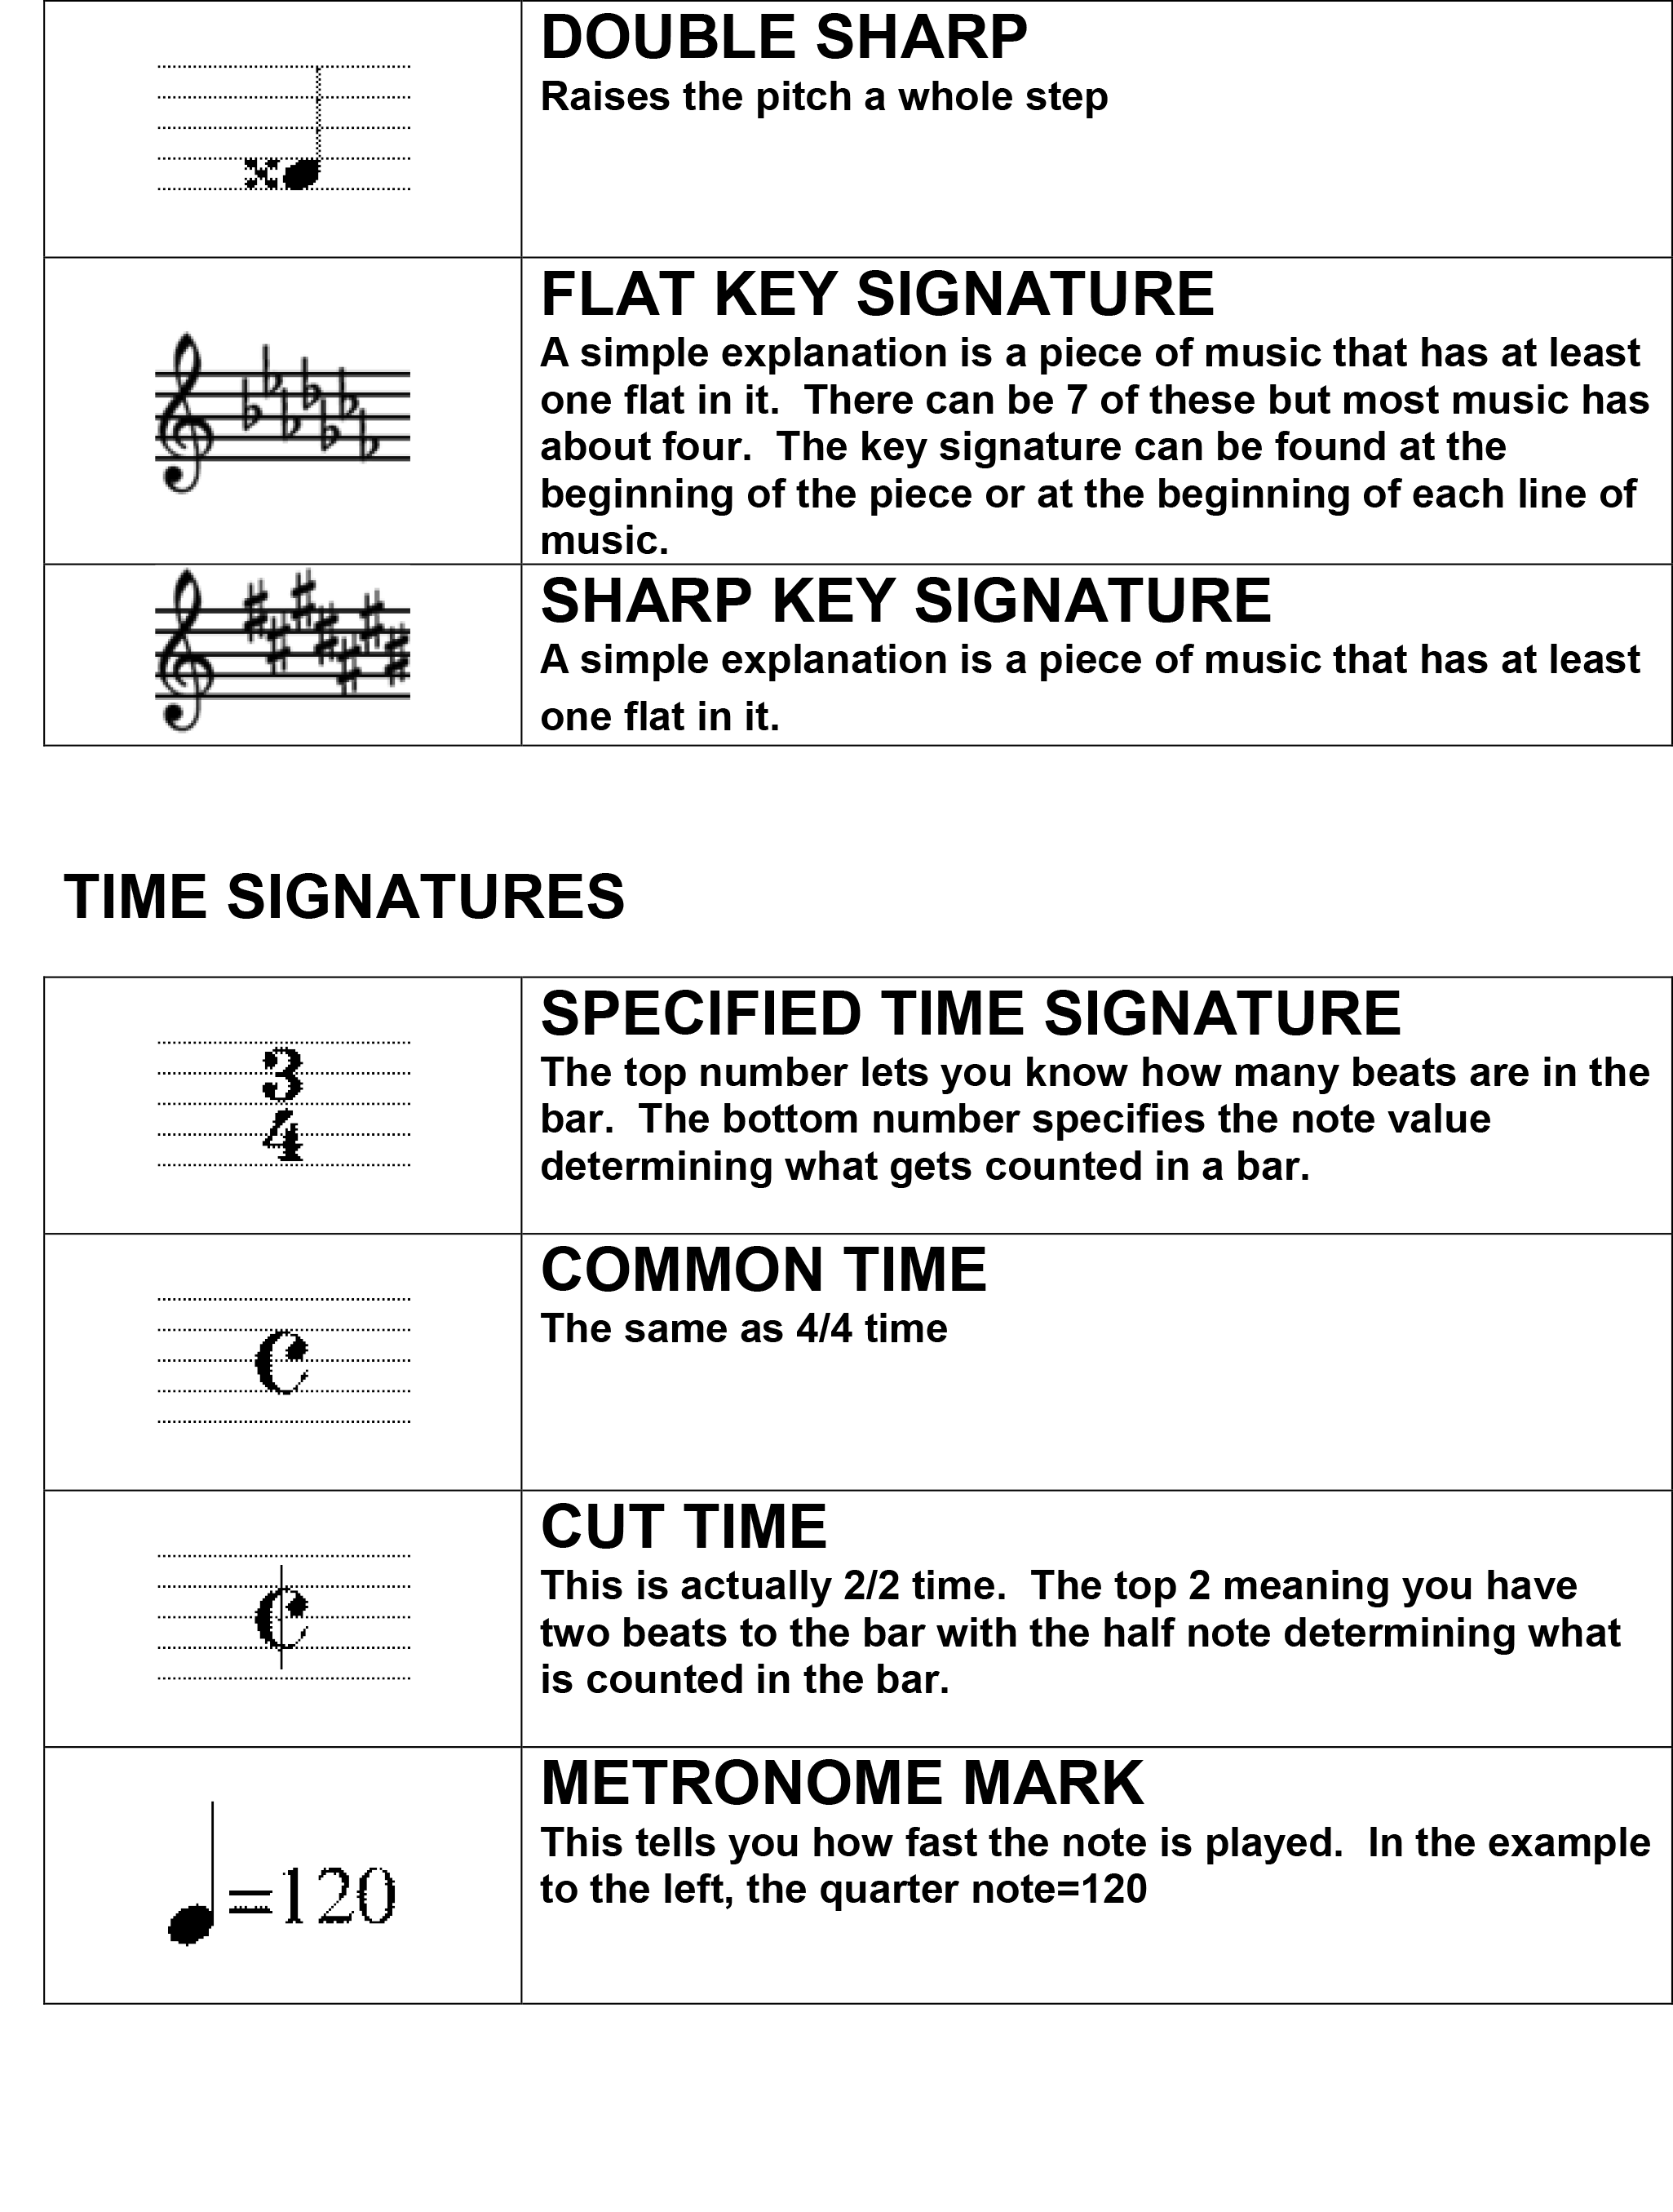 DOUBLE SHARP
Raises the pitch a whole step
FLAT KEY SIGNATURE
A simple explanation is a piece of music that has at least
one flat in it.  There can be 7 of these but most music has
about four.  The key signature can be found at the
beginning of the piece or at the beginning of each line of
music.
SHARP KEY SIGNATURE
A simple explanation is a piece of music that has at least
one flat in it.
TIME SIGNATURES
3
4
SPECIFIED TIME SIGNATURE
The top number lets you know how many beats are in the
bar.  The bottom number specifies the note value
determining what gets counted in a bar.
COMMON TIME
The same as 4/4 time
CUT TIME
This is actually 2/2 time.  The top 2 meaning you have
two beats to the bar with the half note determining what
is counted in the bar.
=120
METRONOME MARK
This tells you how fast the note is played.  In the example
to the left, the quarter note=120